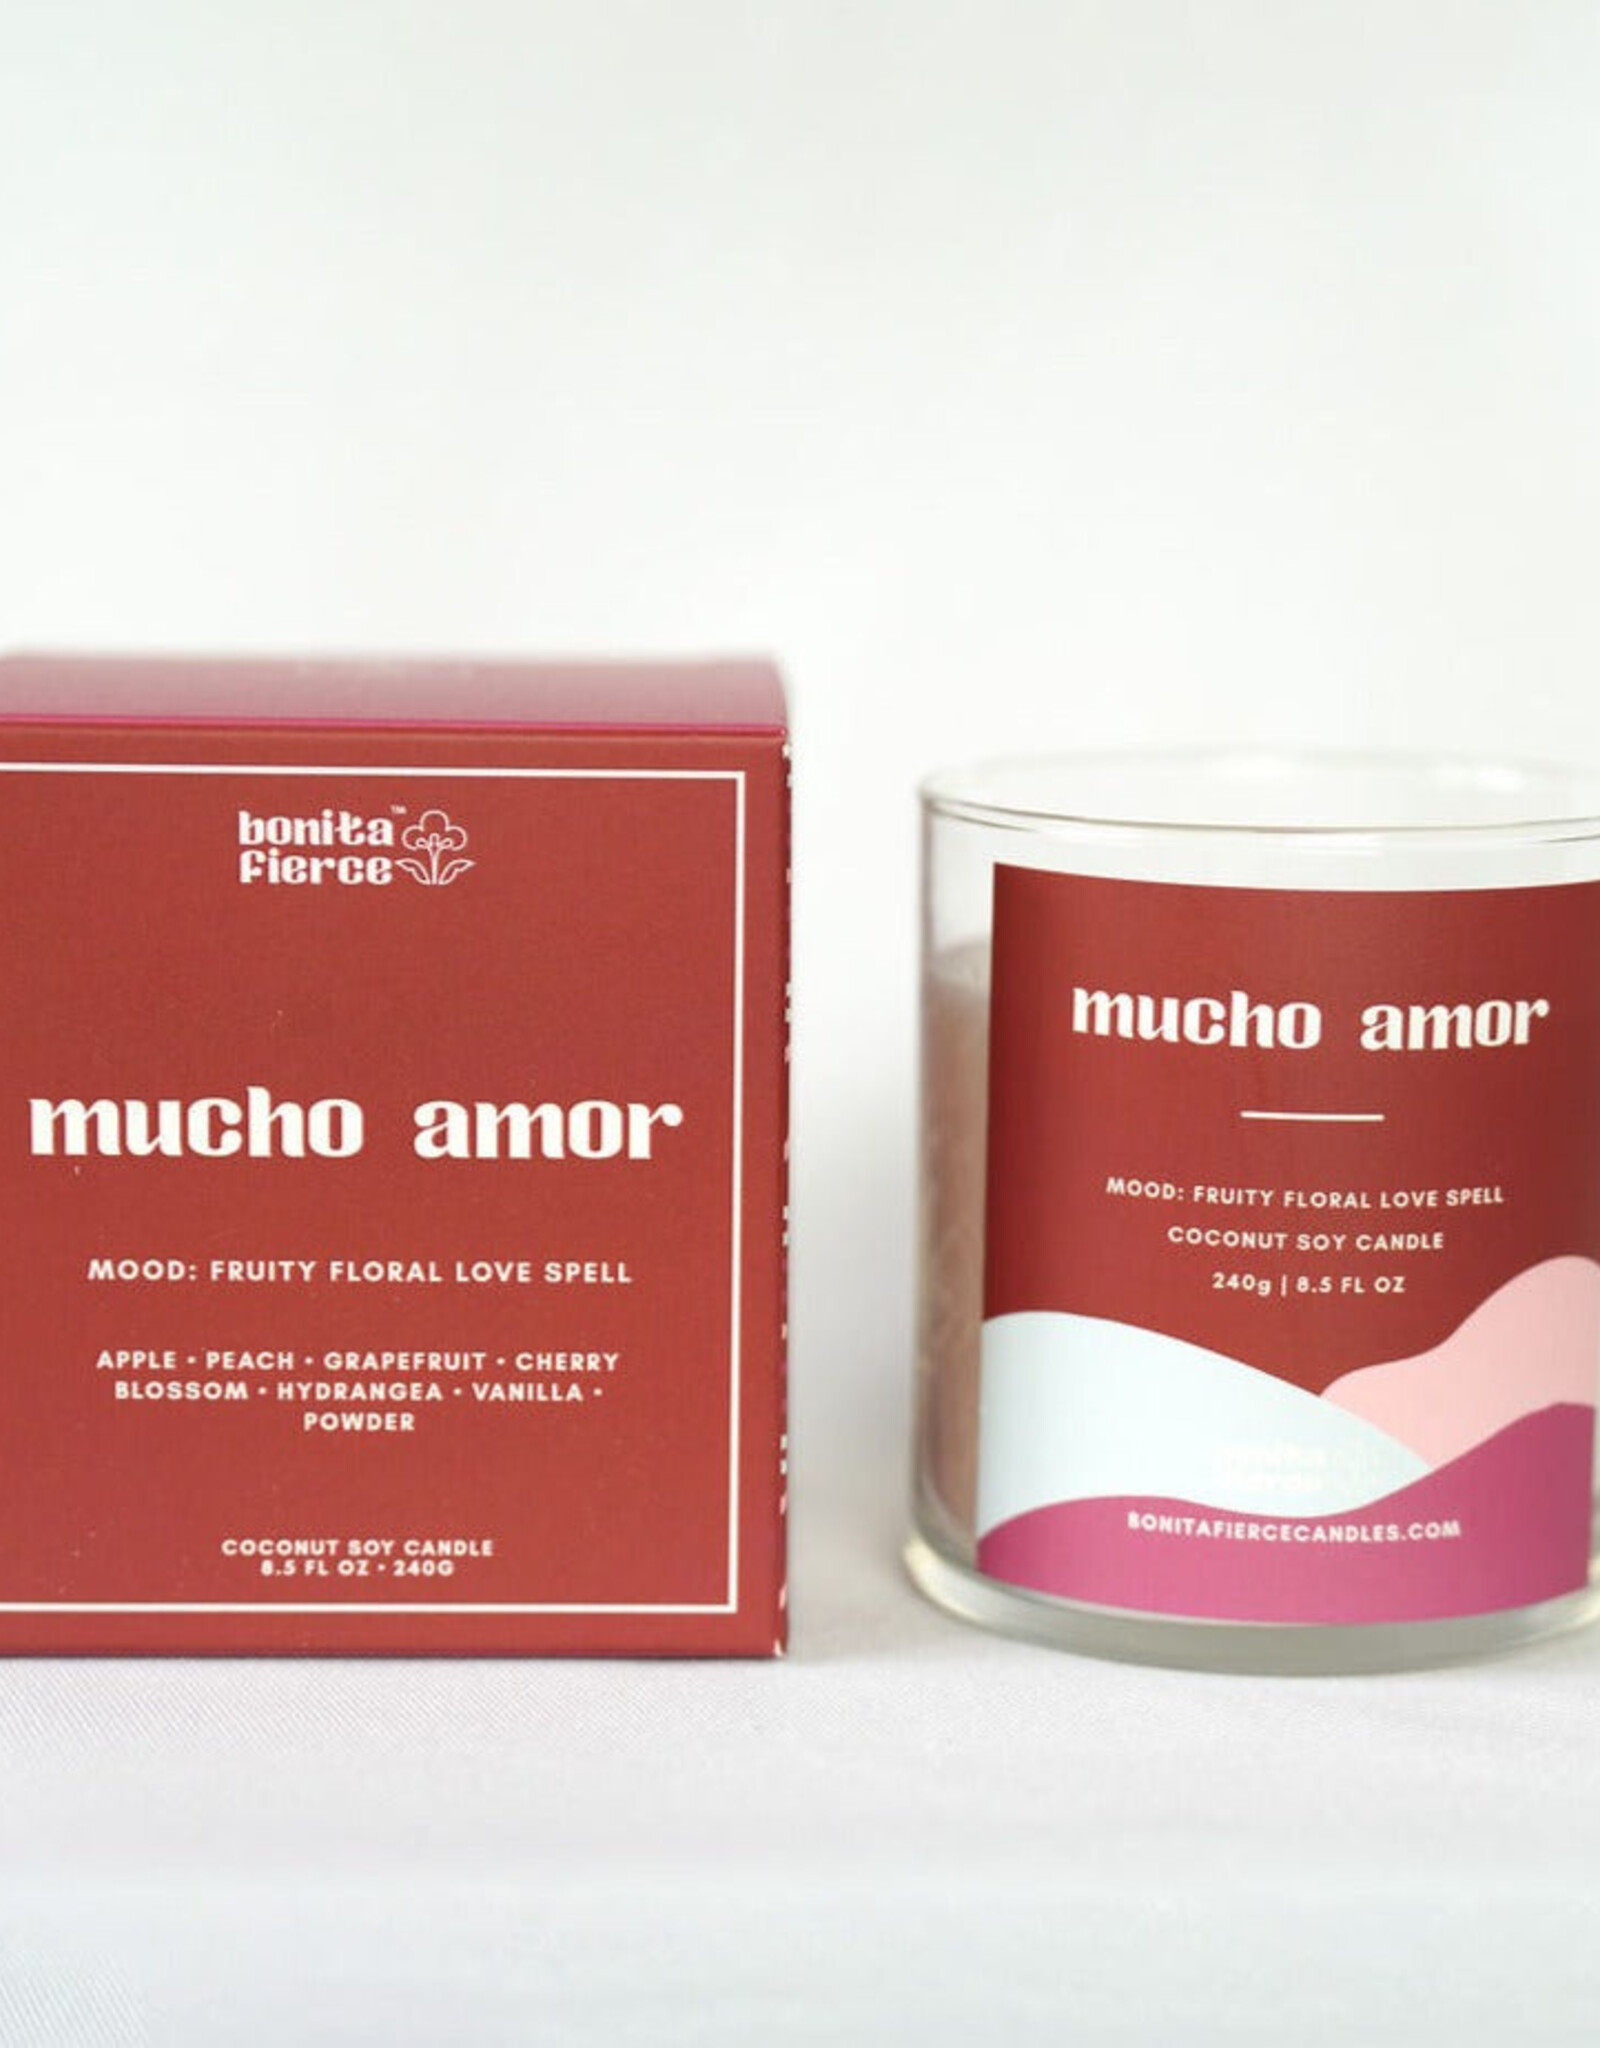 bonita™
fierce
mucho amor
MOOD: FRUITY FLORAL LOVE SPELL
APPLE • PEACH • GRAPEFRUIT • CHERRY
BLOSSOM • HYDRANGEA • VANILLA •
POWDER
COCONUT SOY CANDLE
8.5 FL OZ • 240G
mucho amor
MOOD: FRUITY FLORAL LOVE SPELL
COCONUT SOY CANDLE
240g | 8.5 FL OZ
BONITAFIERCECANDLES.COM